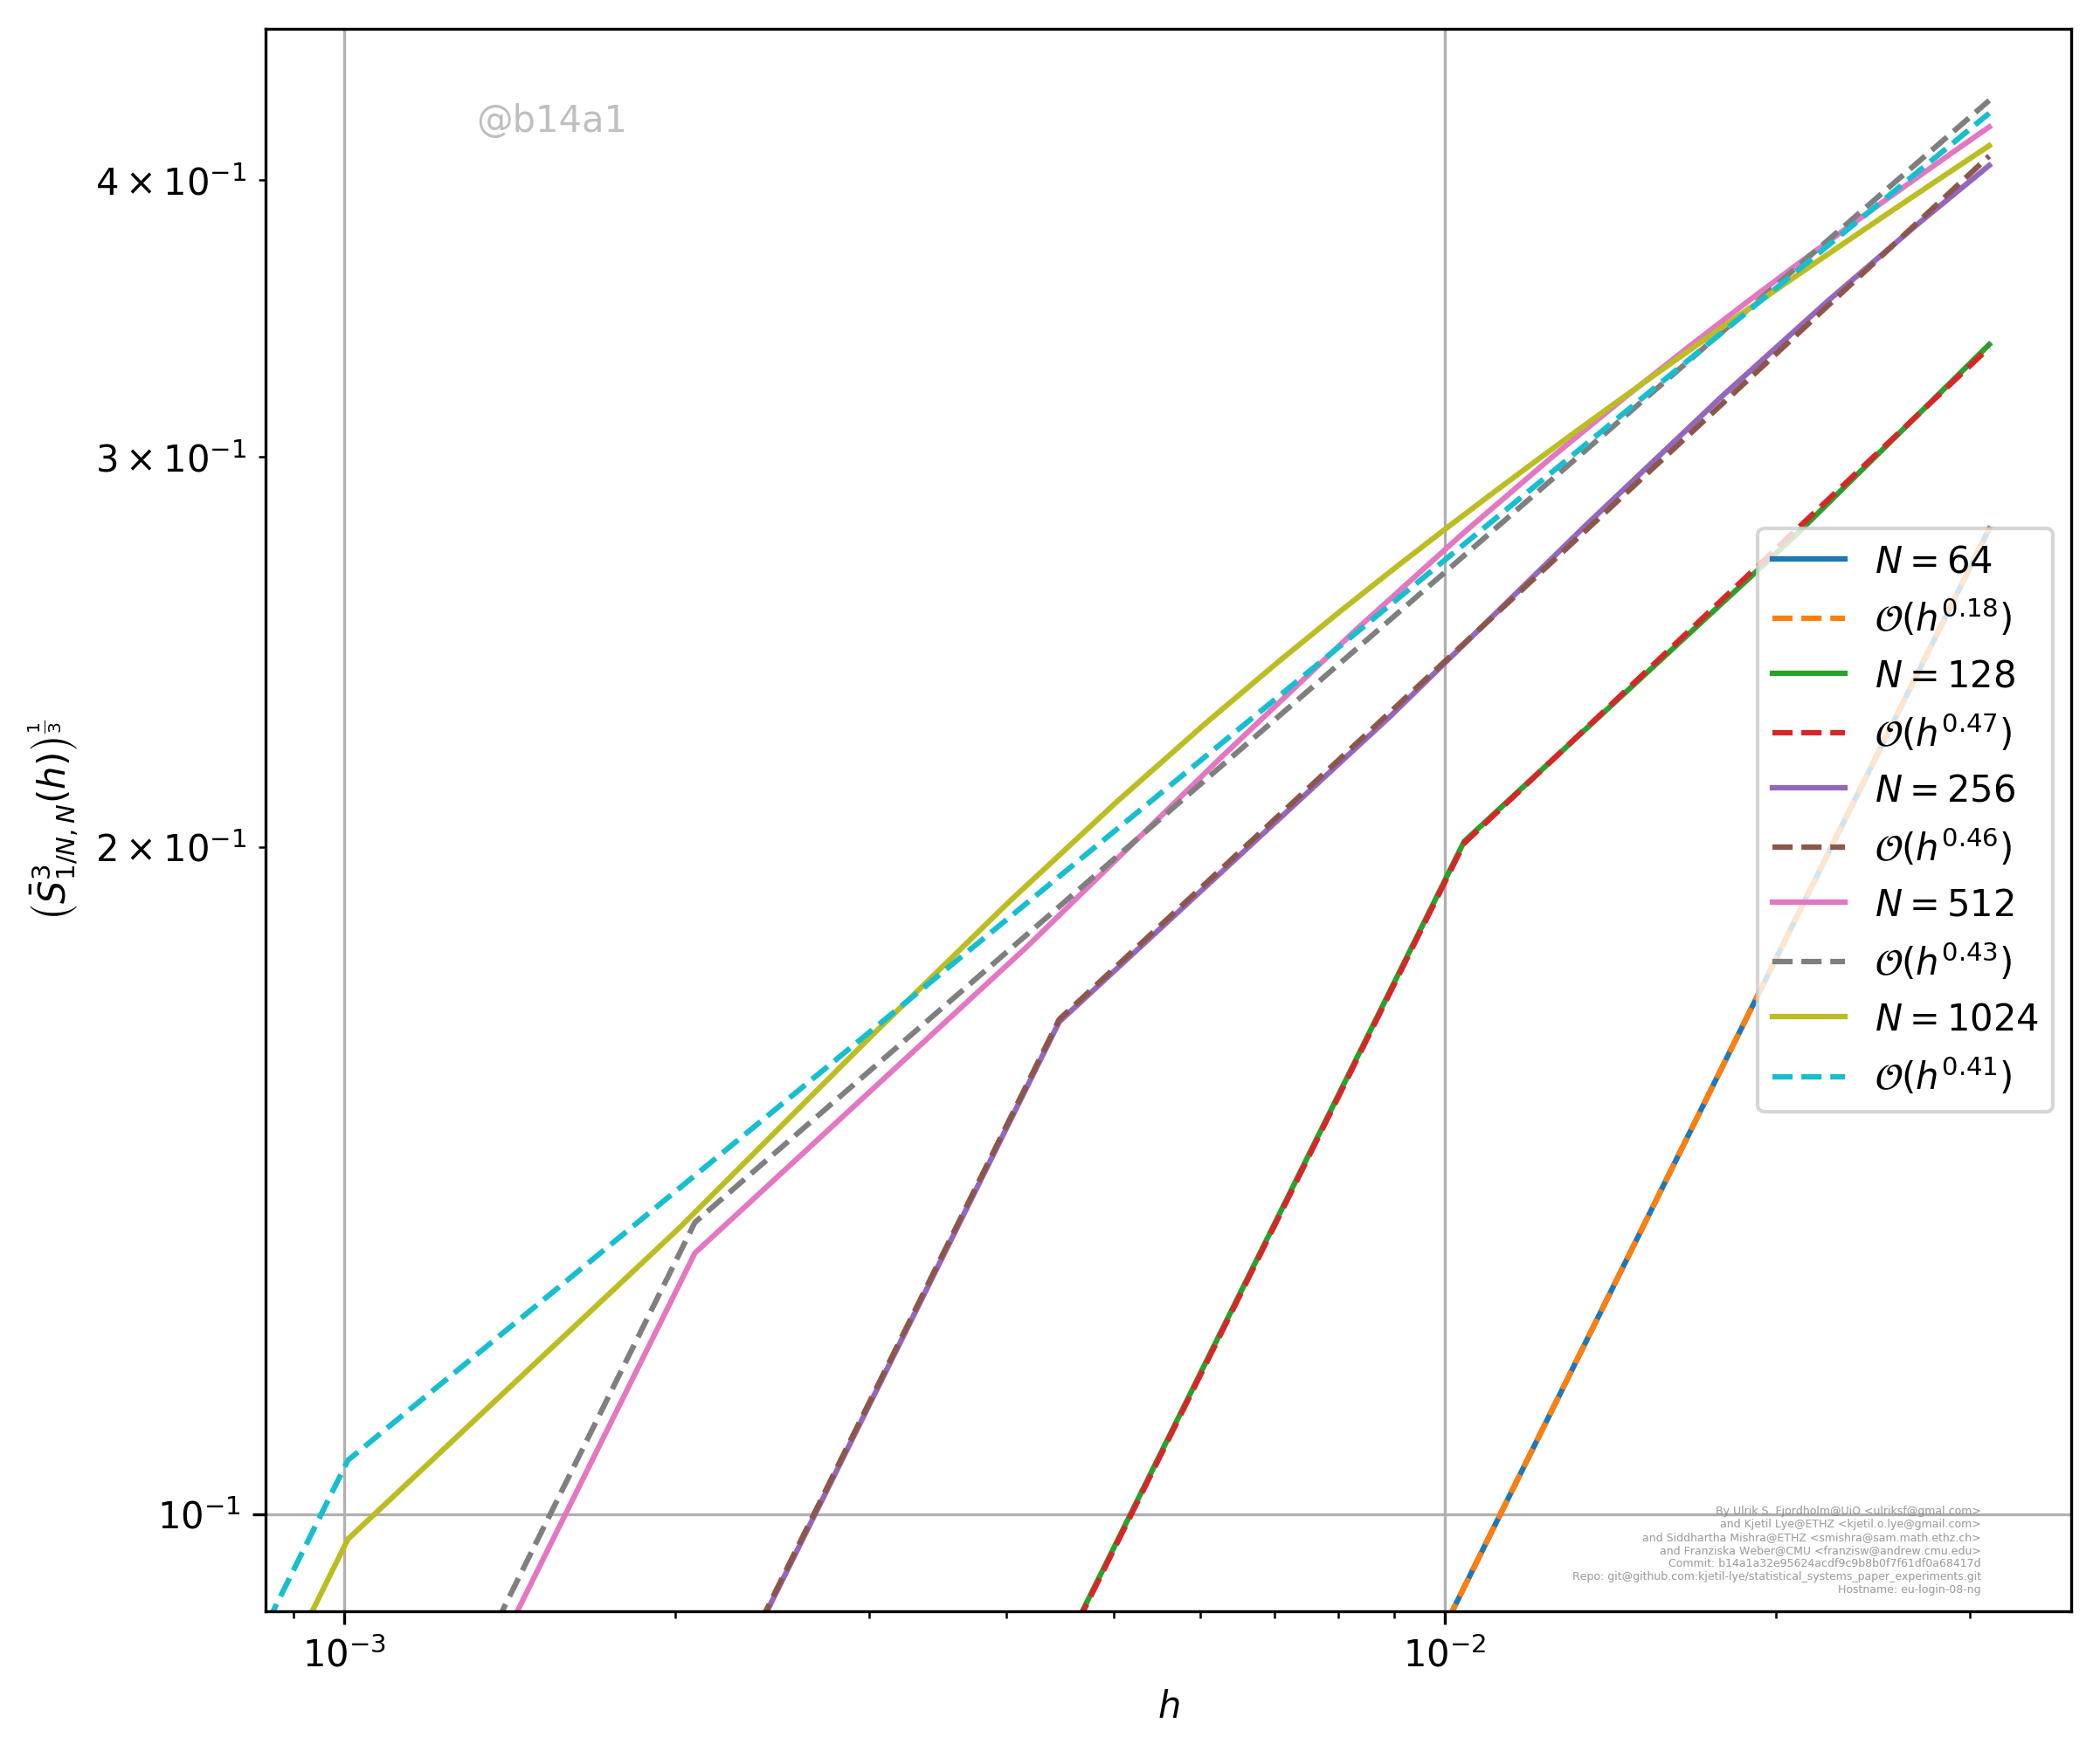 @b14a1
4 × 10⁻¹
3 × 10⁻¹
2 × 10⁻¹
10⁻¹
(S̄³₁/N, N(h))^(1/3)
N = 64
𝒪(h^0.18)
N = 128
𝒪(h^0.47)
N = 256
𝒪(h^0.46)
N = 512
𝒪(h^0.43)
N = 1024
𝒪(h^0.41)
By Ulrik S. Fjordholm@UiO <ulriksf@gmal.com>
and Kjetil Lye@ETHZ <kjetil.o.lye@gmail.com>
and Siddhartha Mishra@ETHZ <smishra@sam.math.ethz.ch>
and Franziska Weber@CMU <franzisw@andrew.cmu.edu>
Commit: b14a1a32e95624acdf9c9b8b0f7f61df0a68417d
Repo: git@github.com:kjetil-lye/statistical_systems_paper_experiments.git
Hostname: eu-login-08-ng
10⁻³
10⁻²
h